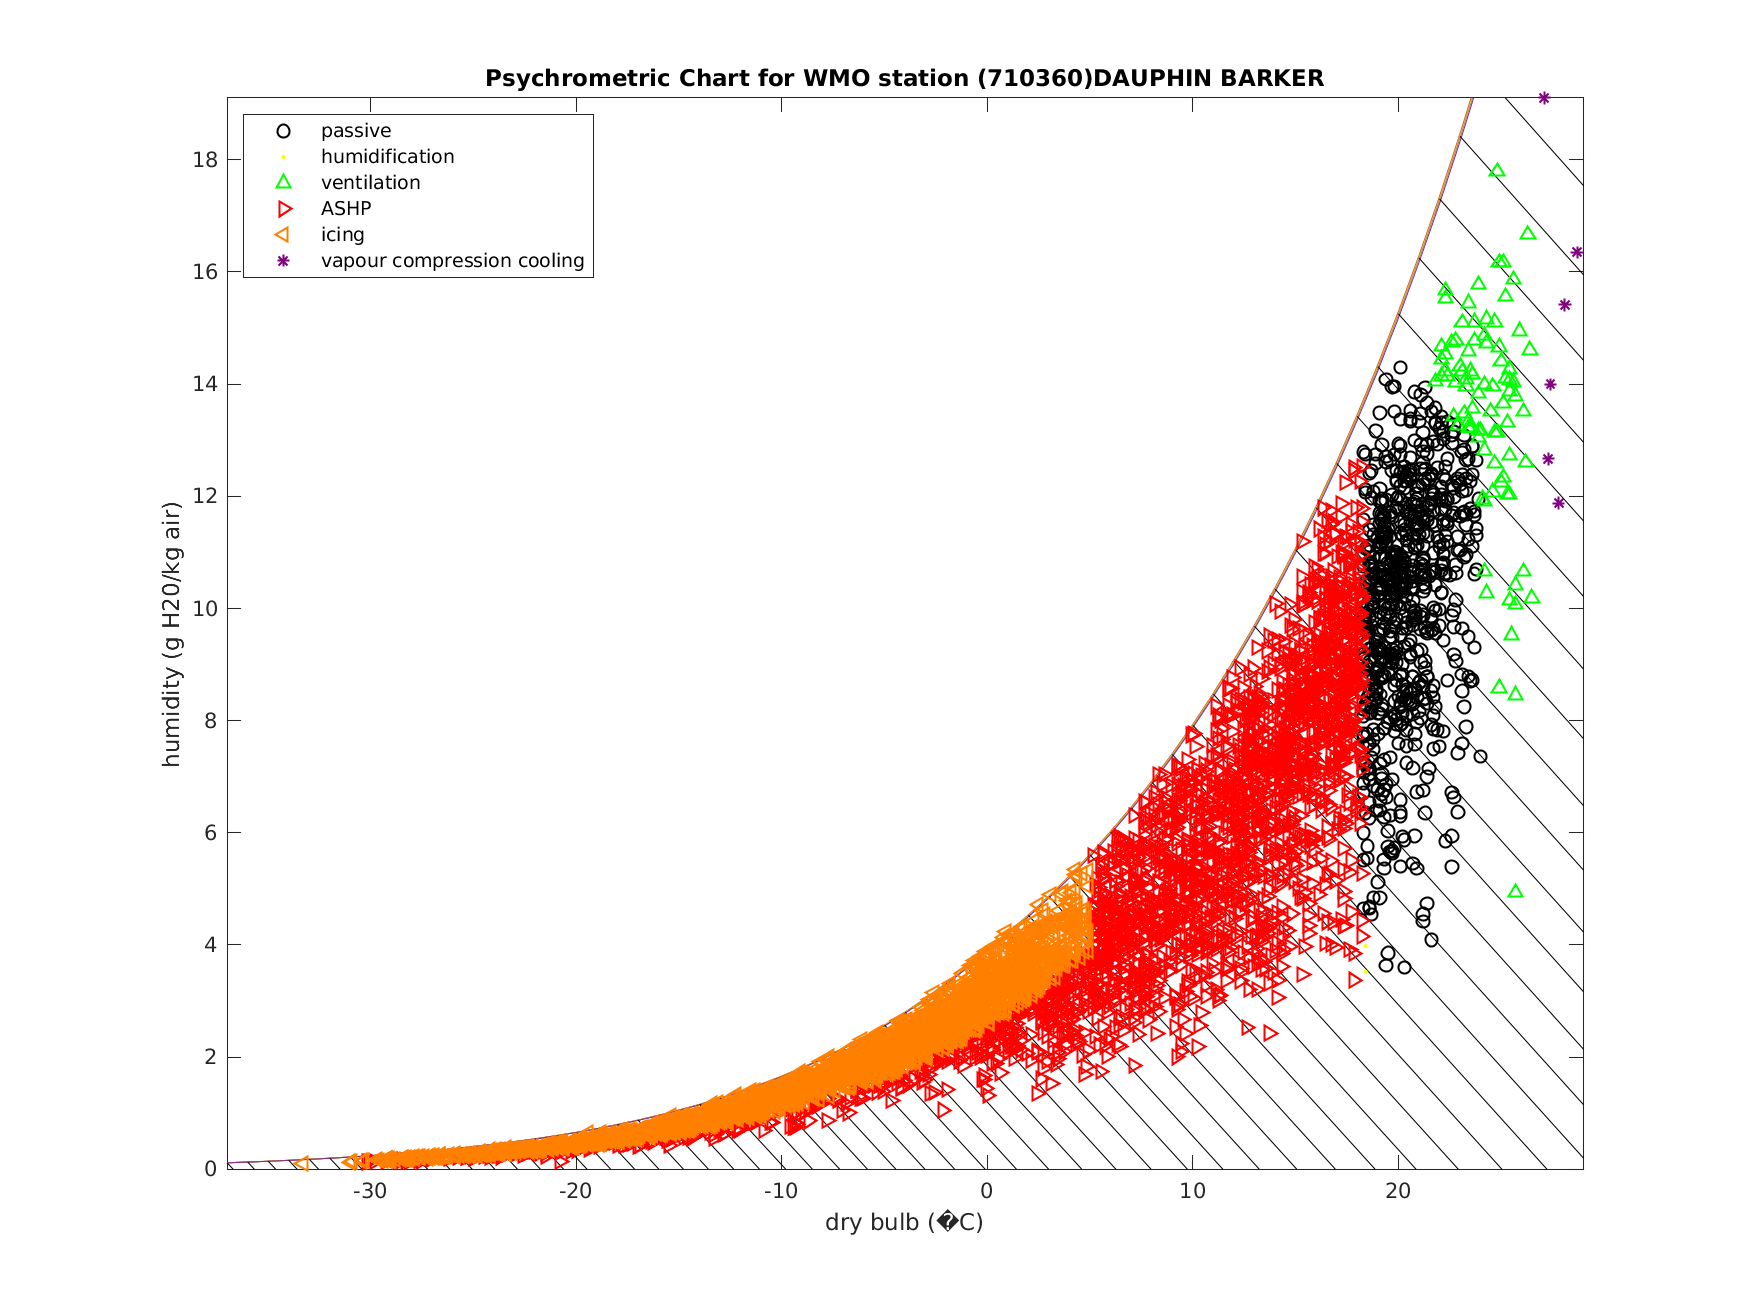 Psychrometric Chart for WMO station (710360)DAUPHIN BARKER
passive
humidification
ventilation
ASHP
icing
vapour compression cooling
humidity (g H20/kg air)
18
16
14
12
10
8
6
4
2
0
-30 -20 -10 0 10 20
dry bulb (�C)